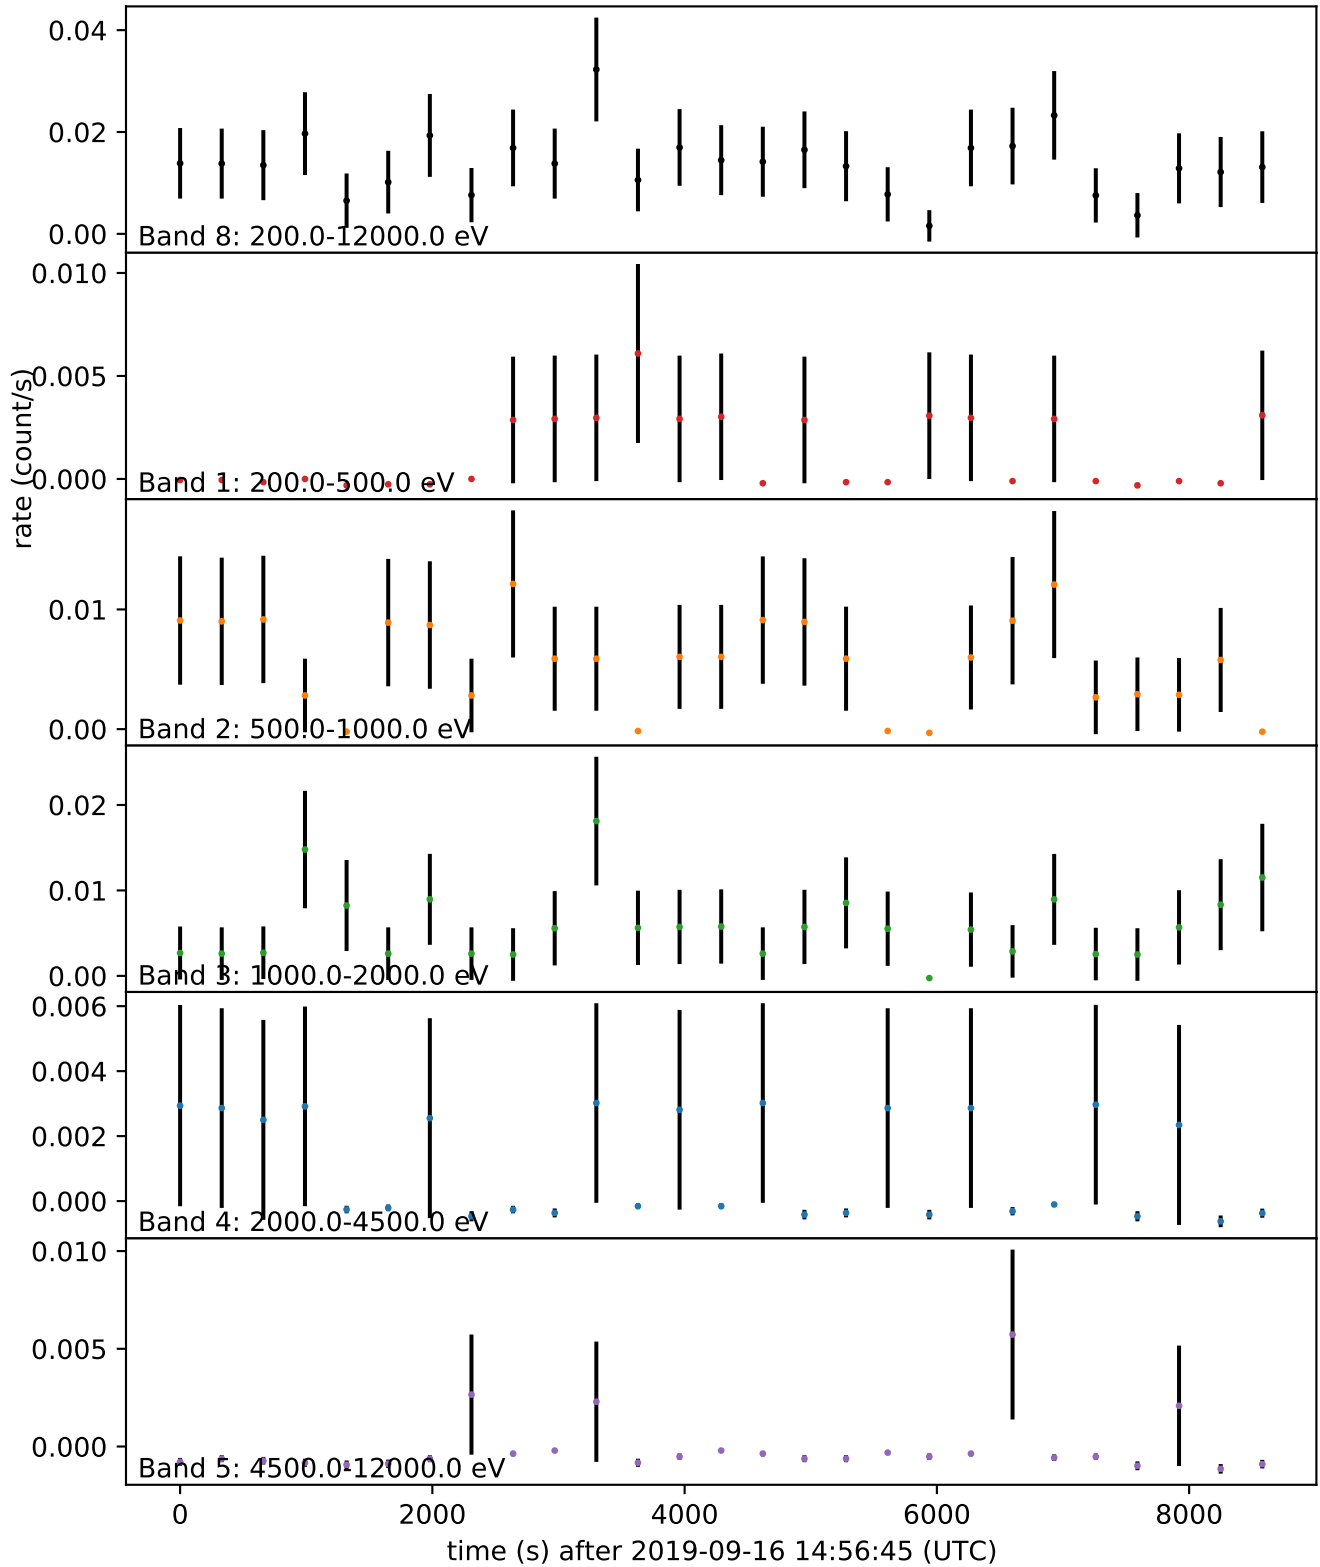 0.04
0.02
0.00
Band 8: 200.0-12000.0 eV
0.010
0.005
0.000
Band 1: 200.0-500.0 eV
rate (count/s)
0.01
0.00
Band 2: 500.0-1000.0 eV
0.02
0.01
0.00
Band 3: 1000.0-2000.0 eV
0.006
0.004
0.002
0.000
Band 4: 2000.0-4500.0 eV
0.010
0.005
0.000
Band 5: 4500.0-12000.0 eV
0 2000 4000 6000 8000
time (s) after 2019-09-16 14:56:45 (UTC)